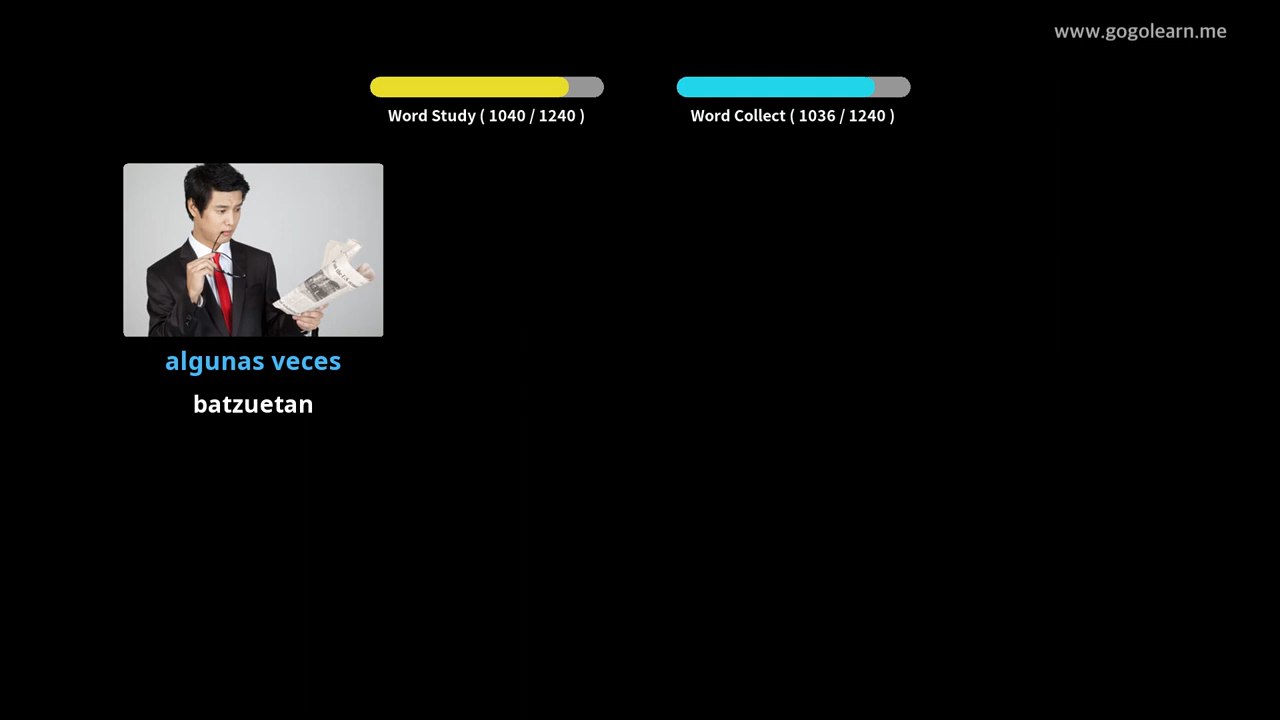 www.gogolearn.me
Word Study ( 1040 / 1240 )
Word Collect ( 1036 / 1240 )
algunas veces
batzuetan